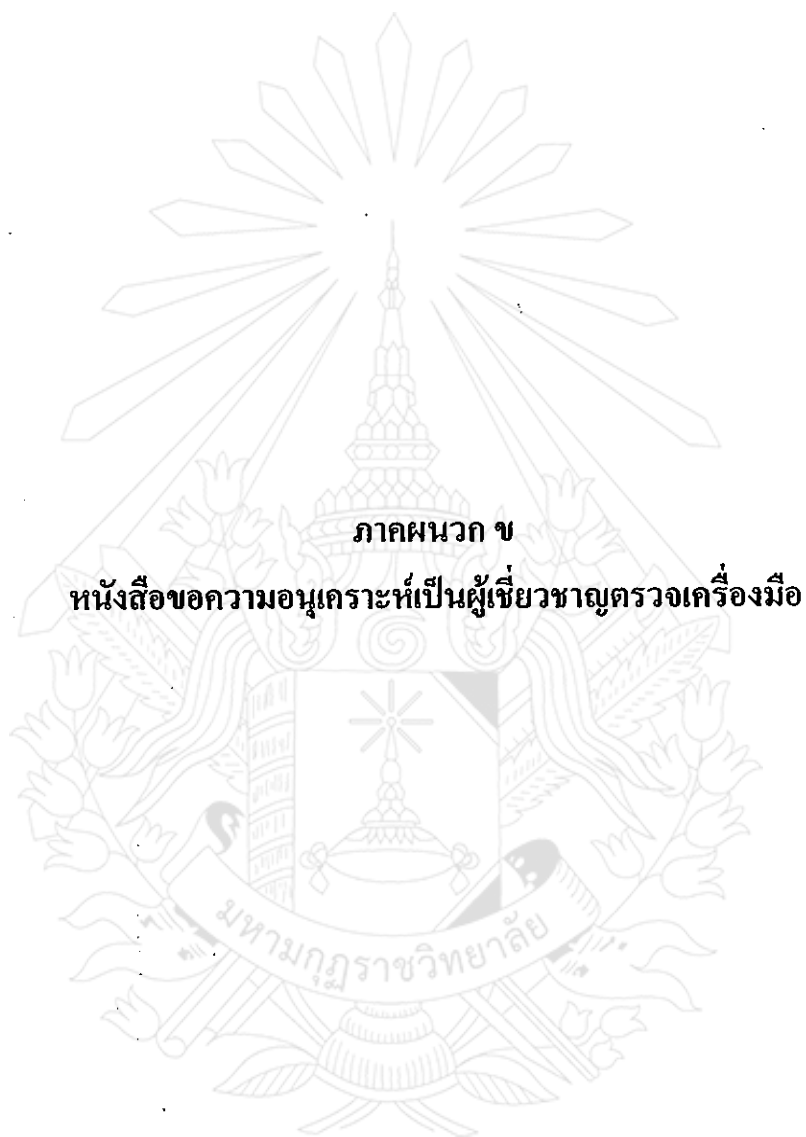 ภาคผนวก ข
หนังสือขอความอนุเคราะห์เป็นผู้เชี่ยวชาญตรวจเครื่องมือ
มหามกุฏราชวิทยาลัย